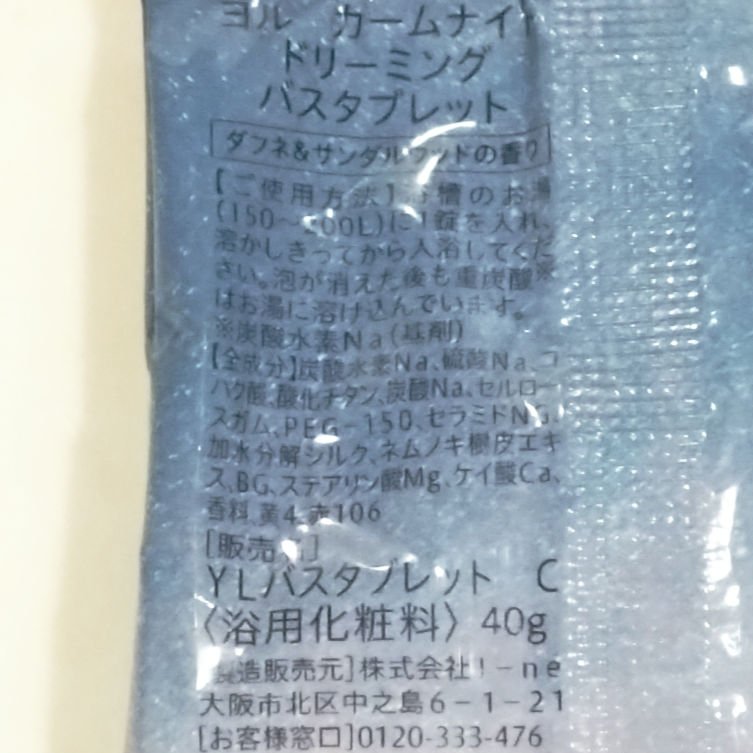 ヨル カームナイト
ドリーミング
バスタブレット
ダフネ&サンダルウッドの香り
【ご使用方法】浴槽のお湯
(150〜200L)に1錠を入れ、
溶かしきってから入浴してくだ
さい。泡が消えた後も重炭酸※
はお湯に溶け込んでいます。
※炭酸水素Na(基剤)
【全成分】炭酸水素Na、硫酸Na、コ
ハク酸、酸化チタン、炭酸Na、セルロー
スガム、PEG-150、セラミドNG、
加水分解シルク、ネムノキ樹皮エキ
ス、BG、ステアリン酸Mg、ケイ酸Ca、
香料、黄4、赤106
[販売名]
YLバスタブレット C
〈浴用化粧料〉 40g
製造販売元]株式会社I-ne
大阪市北区中之島6-1-21
[お客様窓口]0120-333-476